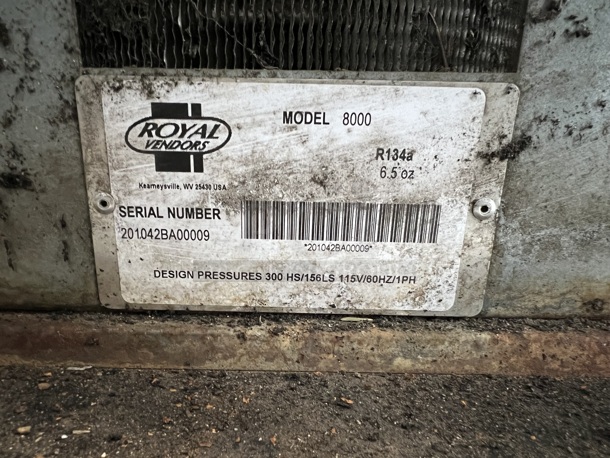 MODEL 8000
ROYAL
VENDORS
R134a
6.5 oz
Kearneysville, WV 25430 USA
SERIAL NUMBER
201042BA00009
*201042BA00009*
DESIGN PRESSURES 300 HS/156LS 115V/60HZ/1PH